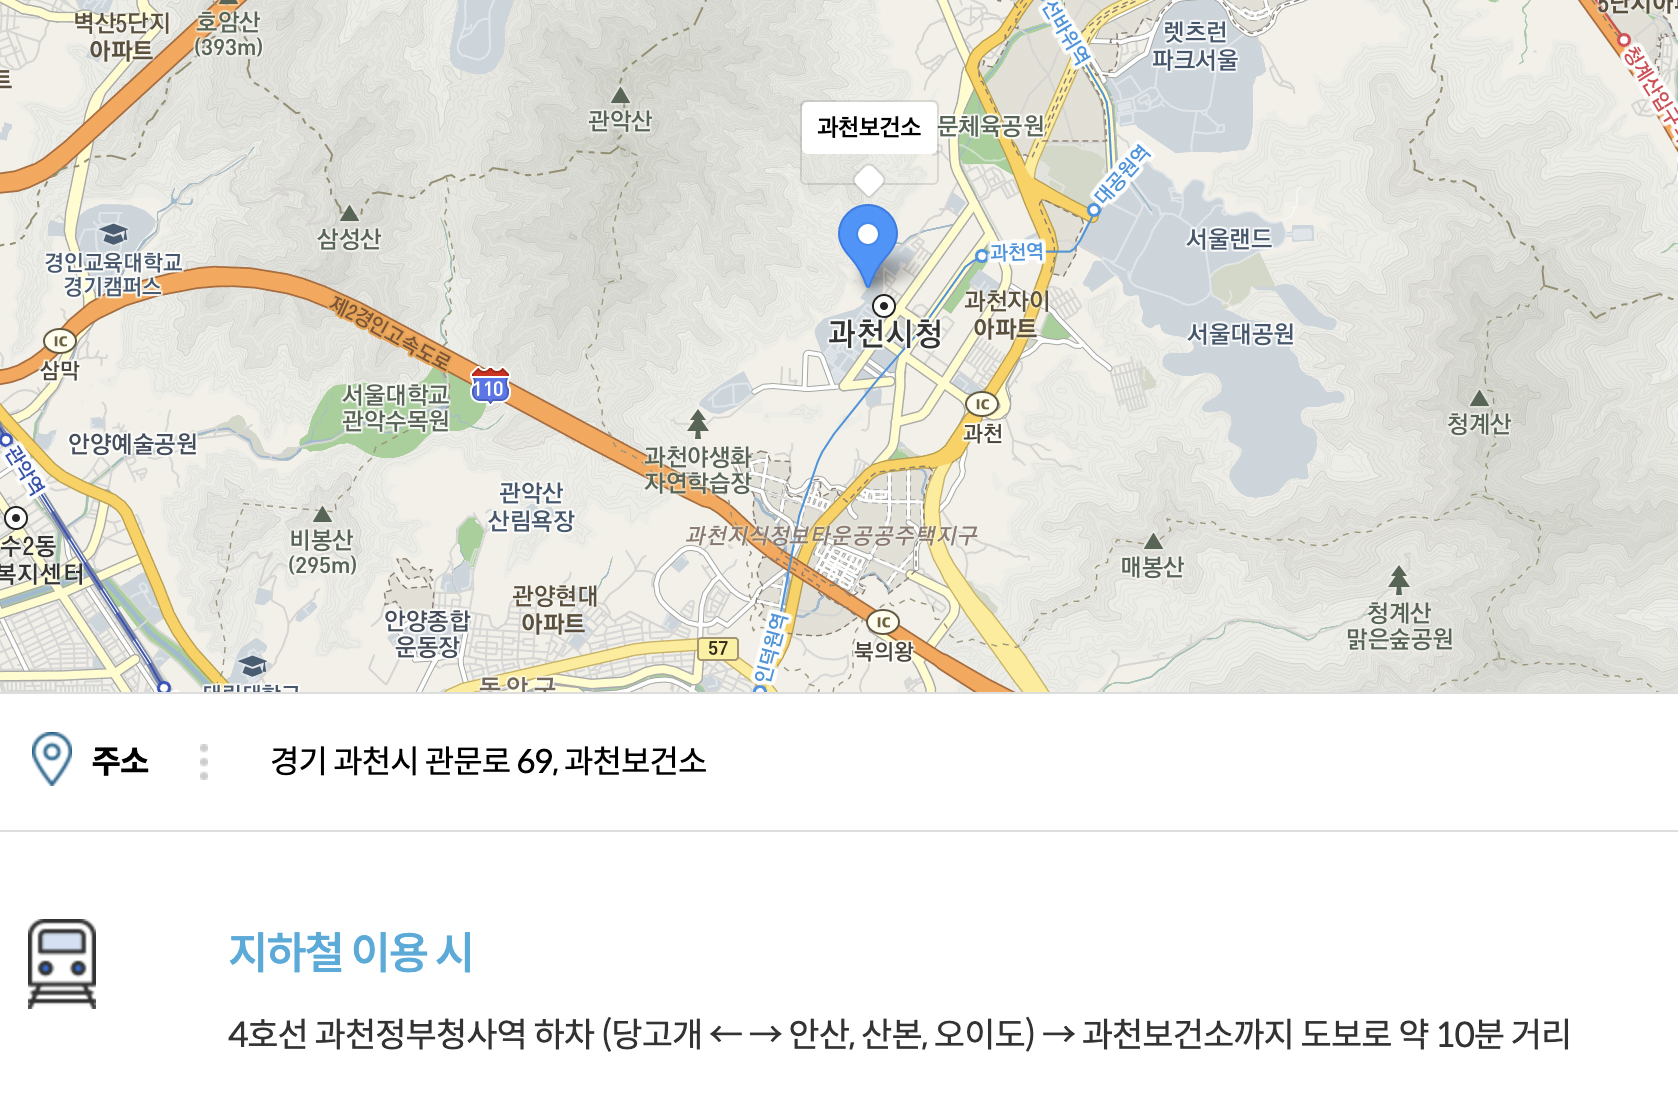 벽산5단지
아파트
호암산
(393m)
관악산
선바위역
렛츠런
파크서울
청계산입구
과천보건소
문체육공원
대공원역
경인교육대학교
경기캠퍼스
삼성산
과천역
서울랜드
과천시청
과천자이
아파트
서울대공원
제2경인고속도로
IC
삼막
110
서울대학교
관악수목원
IC
과천
청계산
안양예술공원
관악역
과천야생화
자연학습장
관악산
산림욕장
과천지식정보타운공공주택지구
수2동
복지센터
비봉산
(295m)
매봉산
관양현대
아파트
안양종합
운동장
청계산
맑은숲공원
IC
북의왕
57
인덕원역
동안구
대림대학교
주소
경기 과천시 관문로 69, 과천보건소
지하철 이용 시
4호선 과천정부청사역 하차 (당고개 ← → 안산, 산본, 오이도) → 과천보건소까지 도보로 약 10분 거리